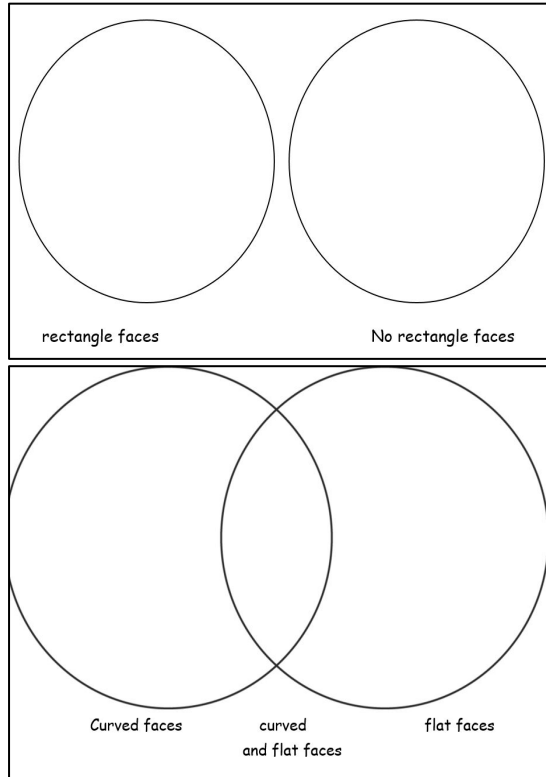 rectangle faces
No rectangle faces
Curved faces
curved
and flat faces
flat faces